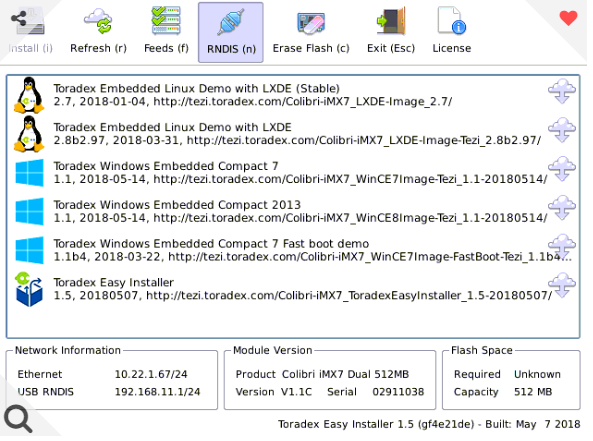 Install (i) Refresh (r) Feeds (f) RNDIS (n) Erase Flash (c) Exit (Esc) License
Toradex Embedded Linux Demo with LXDE (Stable)
2.7, 2018-01-04, http://tezi.toradex.com/Colibri-iMX7_LXDE-Image_2.7/
Toradex Embedded Linux Demo with LXDE
2.8b2.97, 2018-03-31, http://tezi.toradex.com/Colibri-iMX7_LXDE-Image-Tezi_2.8b2.97/
Toradex Windows Embedded Compact 7
1.1, 2018-05-14, http://tezi.toradex.com/Colibri-iMX7_WinCE7Image-Tezi_1.1-20180514/
Toradex Windows Embedded Compact 2013
1.1, 2018-05-14, http://tezi.toradex.com/Colibri-iMX7_WinCE8Image-Tezi_1.1-20180514/
Toradex Windows Embedded Compact 7 Fast boot demo
1.1b4, 2018-03-22, http://tezi.toradex.com/Colibri-iMX7_WinCE7Image-FastBoot-Tezi_1.1b4...
Toradex Easy Installer
1.5, 20180507, http://tezi.toradex.com/Colibri-iMX7_ToradexEasyInstaller_1.5-20180507/
Network Information
Ethernet 10.22.1.67/24
USB RNDIS 192.168.11.1/24
Module Version
Product Colibri iMX7 Dual 512MB
Version V1.1C Serial 02911038
Flash Space
Required Unknown
Capacity 512 MB
Toradex Easy Installer 1.5 (gf4e21de) - Built: May 7 2018